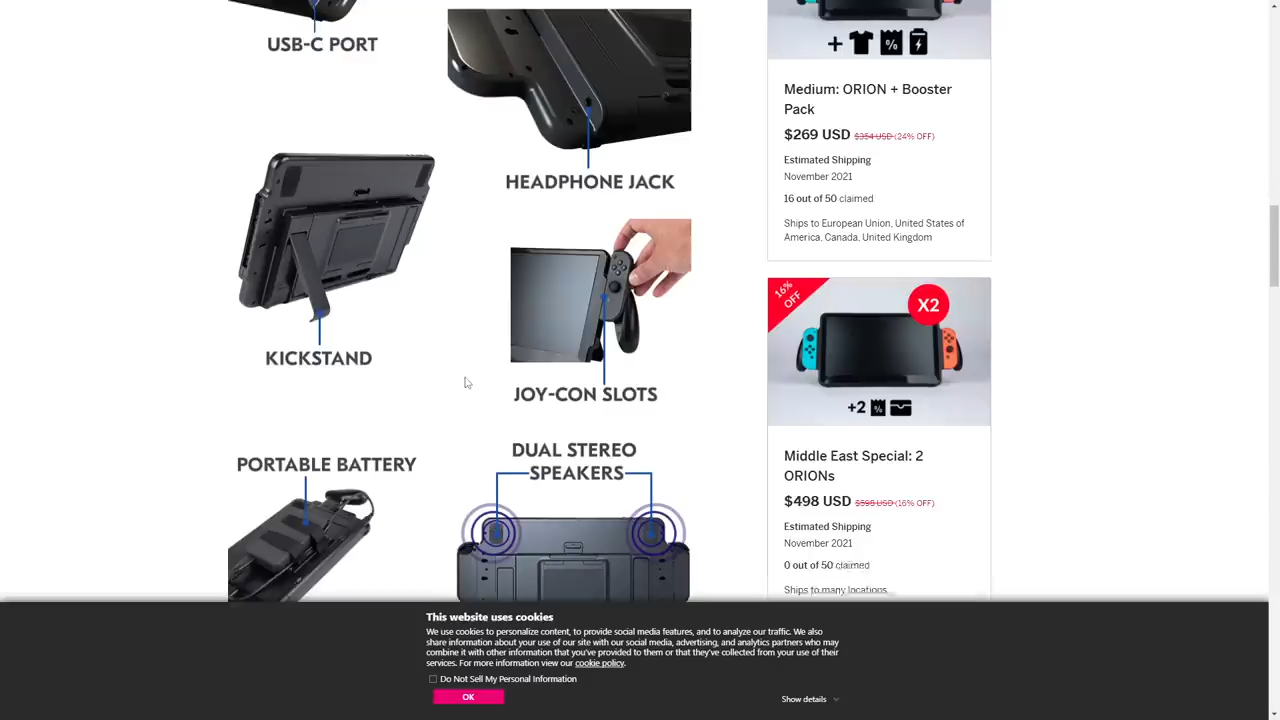 USB-C PORT
HEADPHONE JACK
KICKSTAND
JOY-CON SLOTS
PORTABLE BATTERY
DUAL STEREO
SPEAKERS
+ %
Medium: ORION + Booster
Pack
$269 USD $354 USD (24% OFF)
Estimated Shipping
November 2021
16 out of 50 claimed
Ships to European Union, United States of
America, Canada, United Kingdom
16%
OFF
X2
+2 %
Middle East Special: 2
ORIONs
$498 USD $596 USD (16% OFF)
Estimated Shipping
November 2021
0 out of 50 claimed
Ships to many locations
This website uses cookies
We use cookies to personalize content, to provide social media features, and to analyze our traffic. We also
share information about your use of our site with our social media, advertising, and analytics partners who may
combine it with other information that you've provided to them or that they've collected from your use of their
services. For more information view our cookie policy.
Do Not Sell My Personal Information
OK
Show details